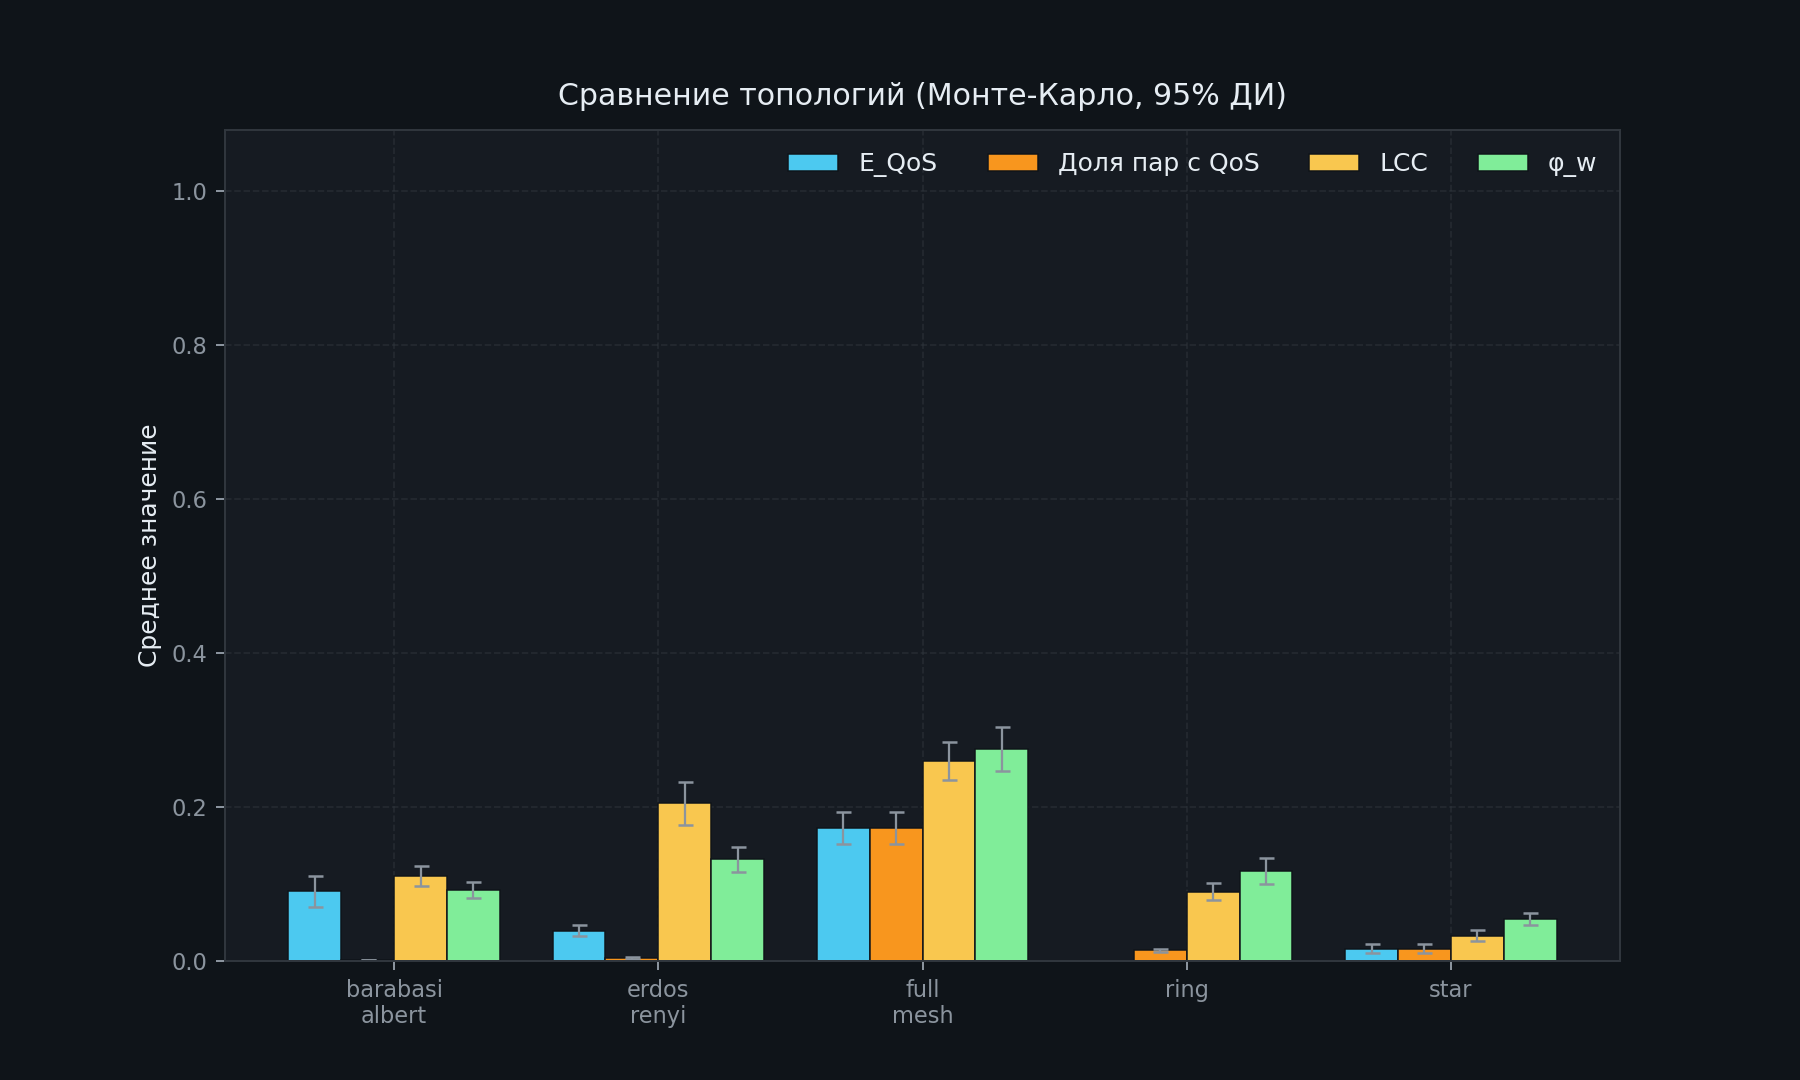 Сравнение топологий (Монте-Карло, 95% ДИ)
E_QoS
Доля пар с QoS
LCC
φ_w
Среднее значение
1.0
0.8
0.6
0.4
0.2
0.0
barabasi
albert
erdos
renyi
full
mesh
ring
star